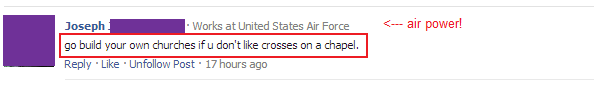 Joseph · Works at United States Air Force <--- air power!
go build your own churches if u don't like crosses on a chapel.
Reply · Like · Unfollow Post · 17 hours ago